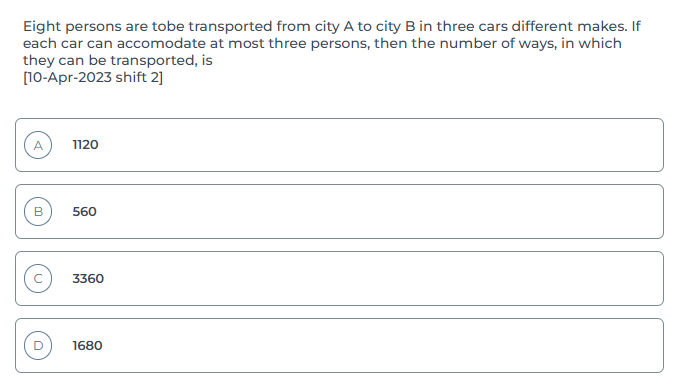 Eight persons are tobe transported from city A to city B in three cars different makes. If
each car can accomodate at most three persons, then the number of ways, in which
they can be transported, is
[10-Apr-2023 shift 2]
A 1120
B 560
C 3360
D 1680